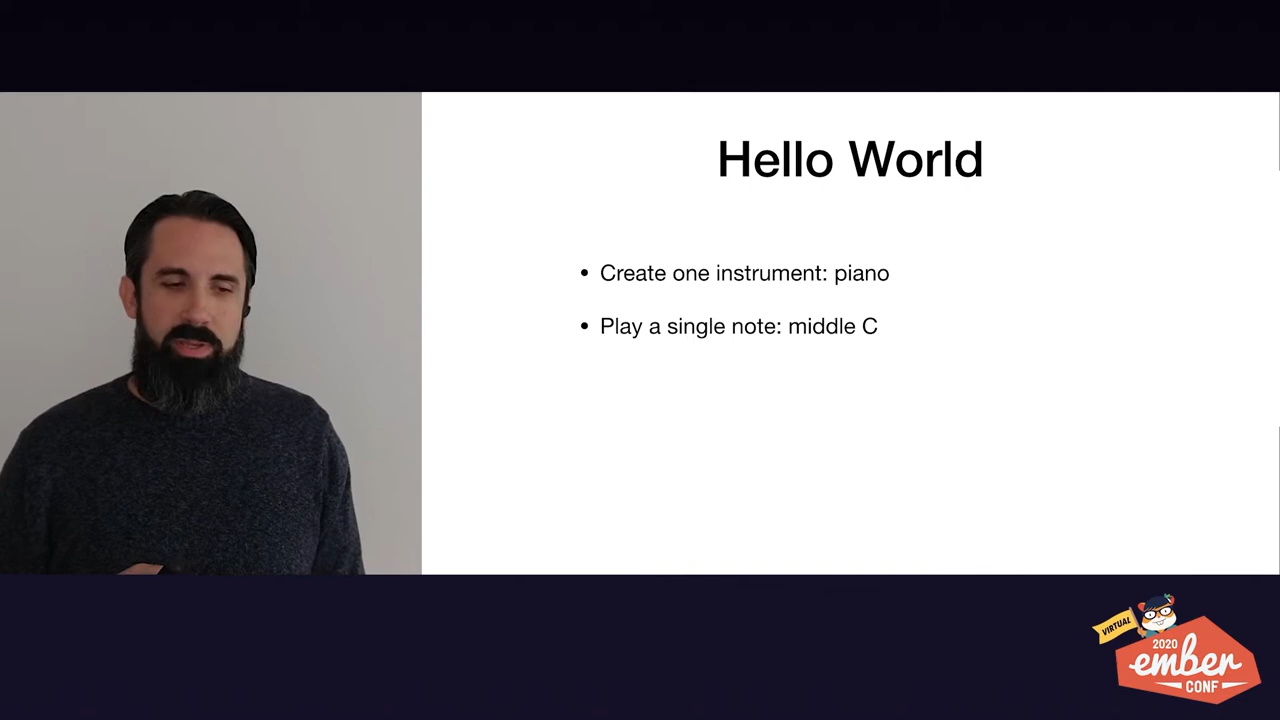 Hello World
• Create one instrument: piano
• Play a single note: middle C
VIRTUAL
2020
ember
CONF